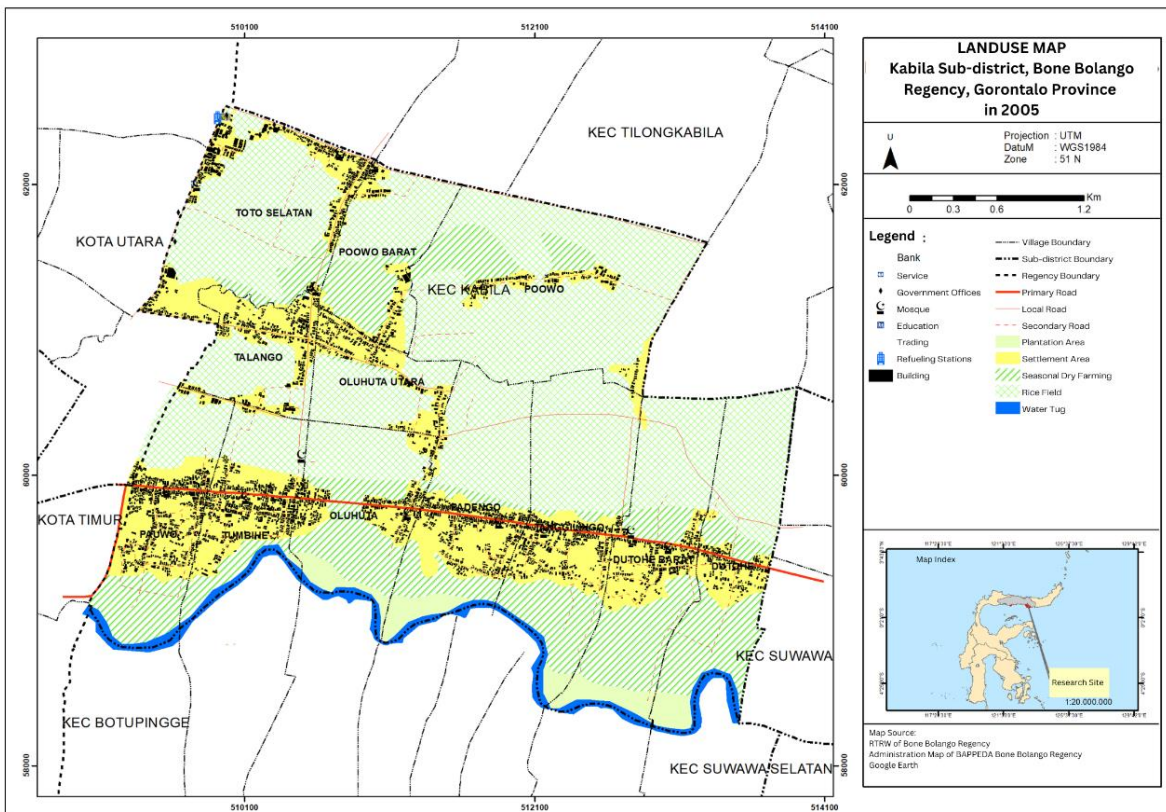 LANDUSE MAP
Kabila Sub-district, Bone Bolango
Regency, Gorontalo Province
in 2005
U
Projection : UTM
DatuM : WGS1984
Zone : 51 N
Km
0 0.3 0.6 1.2
Legend :
Bank
Service
Government Offices
Mosque
Education
Trading
Refueling Stations
Building
Village Boundary
Sub-district Boundary
Regency Boundary
Primary Road
Local Road
Secondary Road
Plantation Area
Settlement Area
Seasonal Dry Farming
Rice Field
Water Tug
Map Index
Research Site
1:20.000.000
Map Source:
RTRW of Bone Bolango Regency
Administration Map of BAPPEDA Bone Bolango Regency
Google Earth
510100 512100 514100
62000 62000
60000 60000
58000 58000
510100 512100 514100
KEC TILONGKABILA
KOTA UTARA
TOTO SELATAN
POOWO BARAT
KEC KABILA
POOWO
TALANGO
OLUHUTA UTARA
KOTA TIMUR
PADENGO
OLUHUTA
PAUWO
TUMBIHE
DUTOHE BARAT
DUTOHE
KEC SUWAWA
KEC BOTUPINGGE
KEC SUWAWA SELATAN